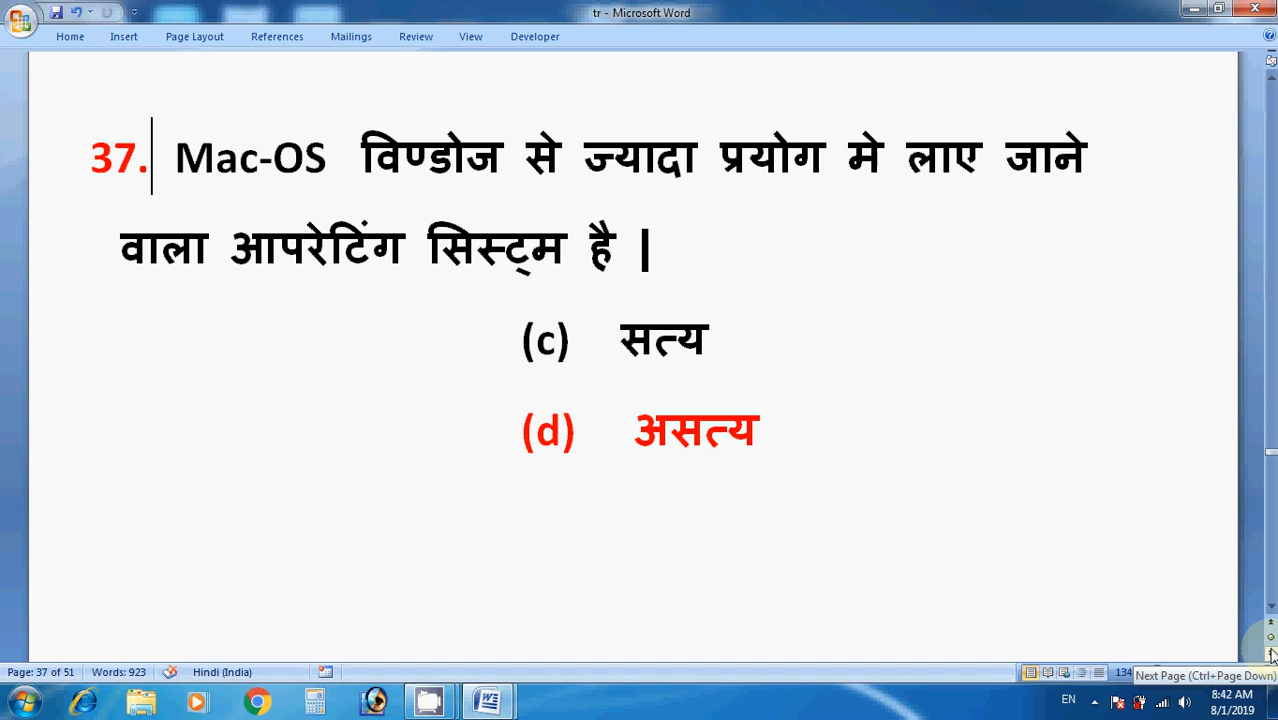 tr - Microsoft Word
Home Insert Page Layout References Mailings Review View Developer
37. Mac-OS विण्डोज से ज्यादा प्रयोग मे लाए जाने
वाला आपरेटिंग सिस्ट्म है |
(c) सत्य
(d) असत्य
Page: 37 of 51 Words: 923 Hindi (India) 134
Next Page (Ctrl+Page Down)
EN 8:42 AM
8/1/2019